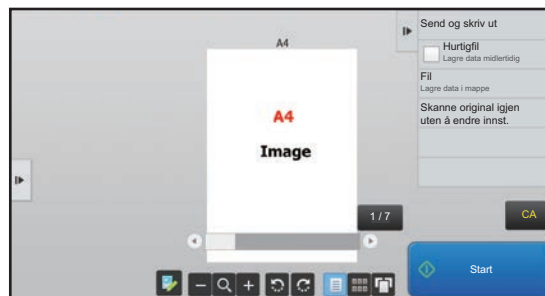 A4
A4
Image
1 / 7
Send og skriv ut
Hurtigfil
Lagre data midlertidig
Fil
Lagre data i mappe
Skanne original igjen
uten å endre innst.
CA
Start